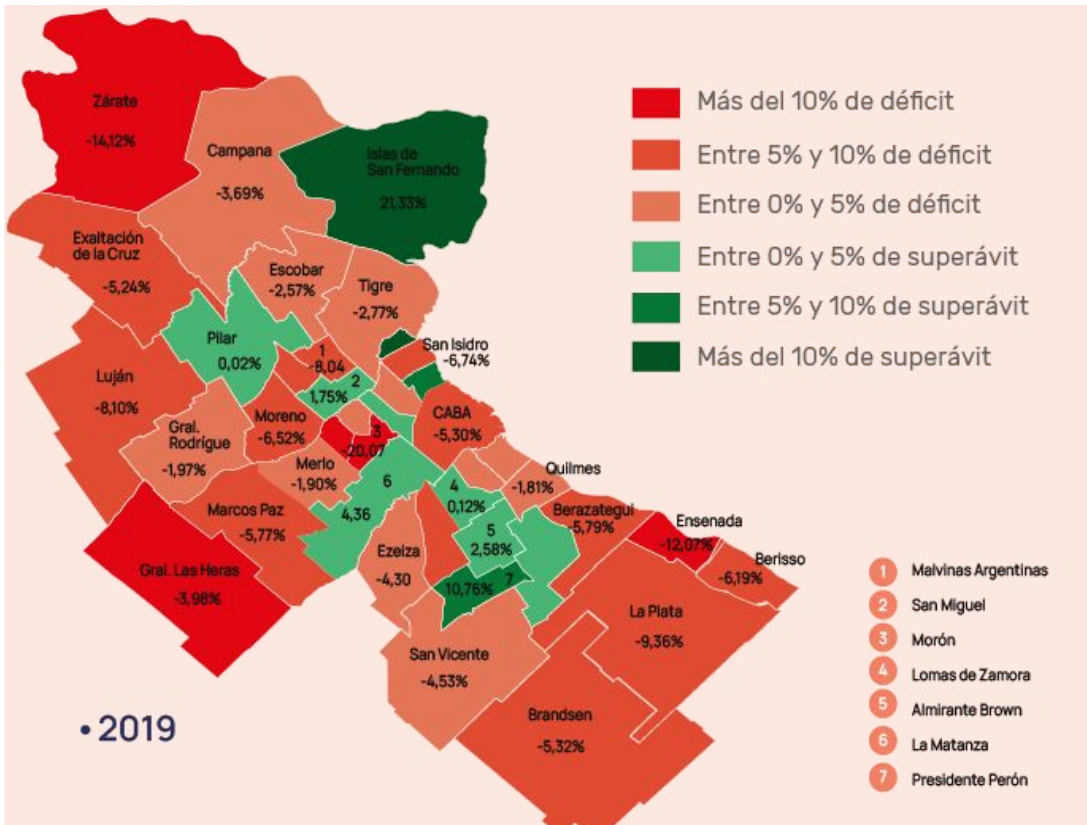 Zárate
-14,12%
Campana
-3,69%
Islas de
San Fernando
21,33%
Exaltación
de la Cruz
-5,24%
Escobar
-2,57%
Tigre
-2,77%
Pilar
0,02%
1
-8,04
2
1,75%
San Isidro
-6,74%
Luján
-8,10%
Gral.
Rodrígue
-1,97%
Moreno
-6,52%
3
-20,07
CABA
-5,30%
Merlo
-1,90%
6
4,36
4
0,12%
Quilmes
-1,81%
Marcos Paz
-5,77%
Ezeiza
-4,30
5
2,58%
Berazategui
-5,79%
Ensenada
-12,07%
Berisso
-6,19%
Gral. Las Heras
-3,98%
10,76%
7
La Plata
-9,36%
San Vicente
-4,53%
Brandsen
-5,32%
• 2019
Más del 10% de déficit
Entre 5% y 10% de déficit
Entre 0% y 5% de déficit
Entre 0% y 5% de superávit
Entre 5% y 10% de superávit
Más del 10% de superávit
1 Malvinas Argentinas
2 San Miguel
3 Morón
4 Lomas de Zamora
5 Almirante Brown
6 La Matanza
7 Presidente Perón